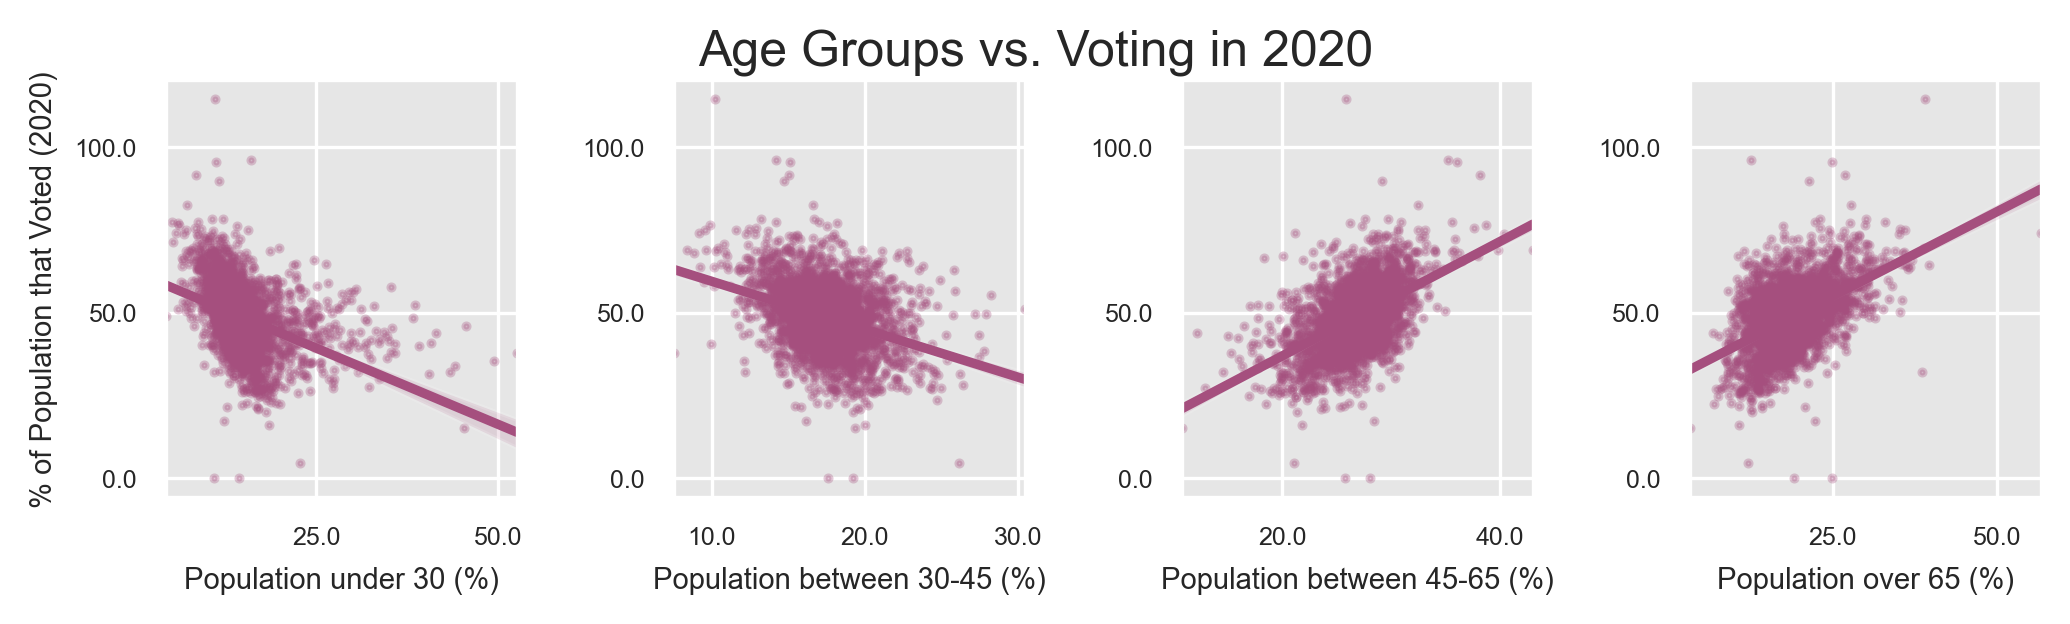 Age Groups vs. Voting in 2020
% of Population that Voted (2020)
100.0
50.0
0.0
25.0 50.0
Population under 30 (%)
100.0
50.0
0.0
10.0 20.0 30.0
Population between 30-45 (%)
100.0
50.0
0.0
20.0 40.0
Population between 45-65 (%)
100.0
50.0
0.0
25.0 50.0
Population over 65 (%)